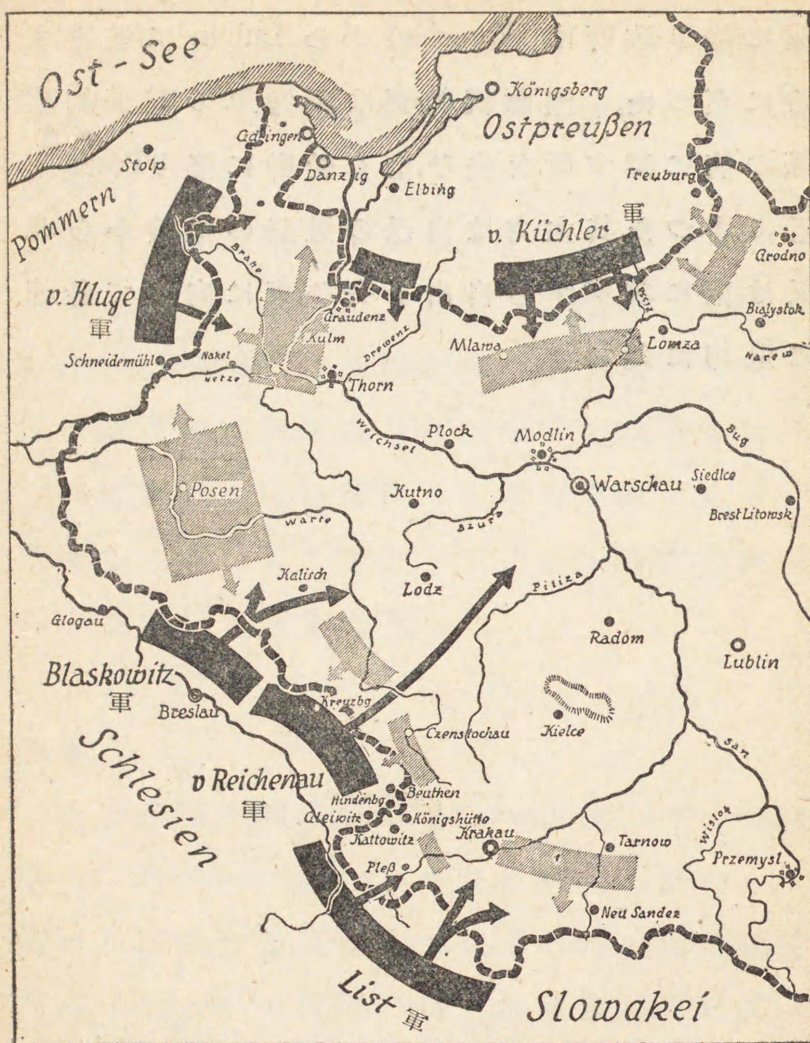 Ost-See
Königsberg
Ostpreußen
Stolp
Gdingen
Danzig
Elbing
Treuburg
Pommern
v. Küchler
軍
Grodno
Brahe
v. Kluge
軍
Graudenz
Kulm
Drewenz
Mlawa
Lomza
Bialystok
Narew
Schneidemühl
Nakel
Netze
Thorn
Weichsel
Plock
Modlin
Bug
Posen
Kutno
Warschau
Siedlce
Brest Litowsk
Warte
Bzura
Kalisch
Lodz
Piliza
Glogau
Radom
Lublin
Blaskowitz
軍
Breslau
Kreuzbg
Czenstochau
Kielce
Schlesien
v Reichenau
軍
Hindenbg
Beuthen
Gleiwitz
Königshütte
Kattowitz
Krakau
San
Wislok
Tarnow
Przemysl
Pleß
Neu Sandez
List
軍
Slowakei